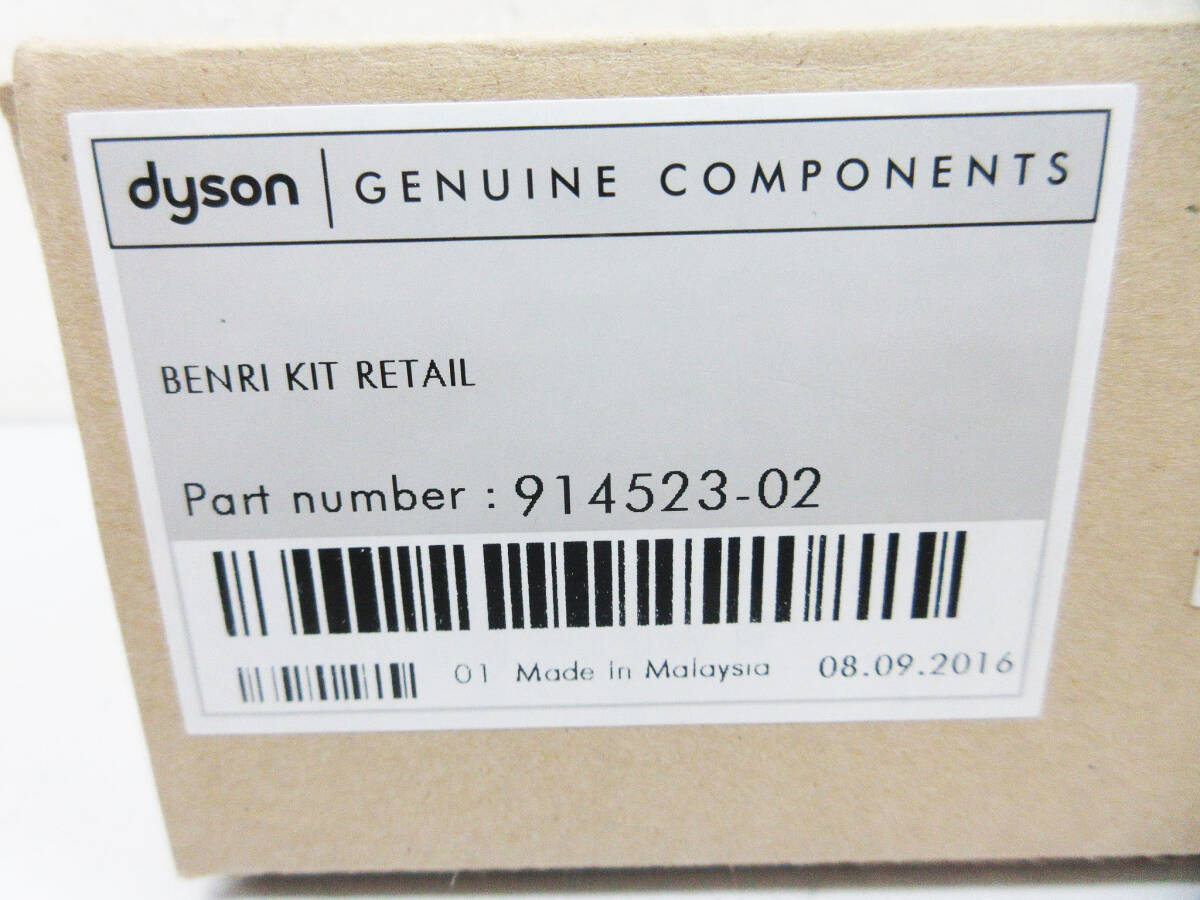 dyson | GENUINE COMPONENTS
BENRI KIT RETAIL
Part number : 914523-02
01 Made in Malaysia 08.09.2016